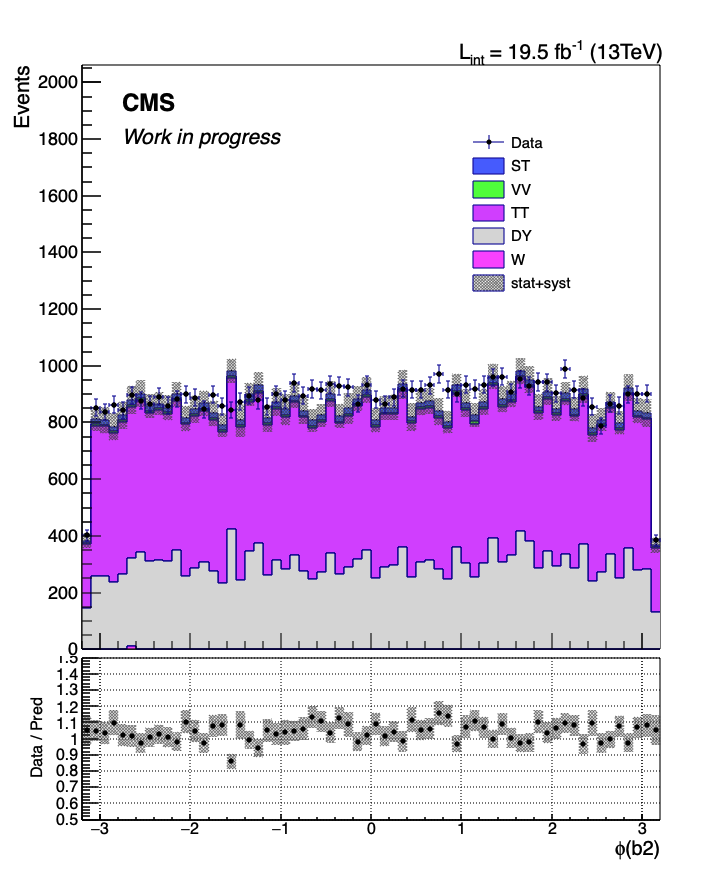 L_int = 19.5 fb^-1 (13TeV)
Events
CMS
Work in progress
Data
ST
VV
TT
DY
W
stat+syst
2000
1800
1600
1400
1200
1000
800
600
400
200
0
Data / Pred
1.5
1.4
1.3
1.2
1.1
1
0.9
0.8
0.7
0.6
0.5
−3 −2 −1 0 1 2 3
ϕ(b2)